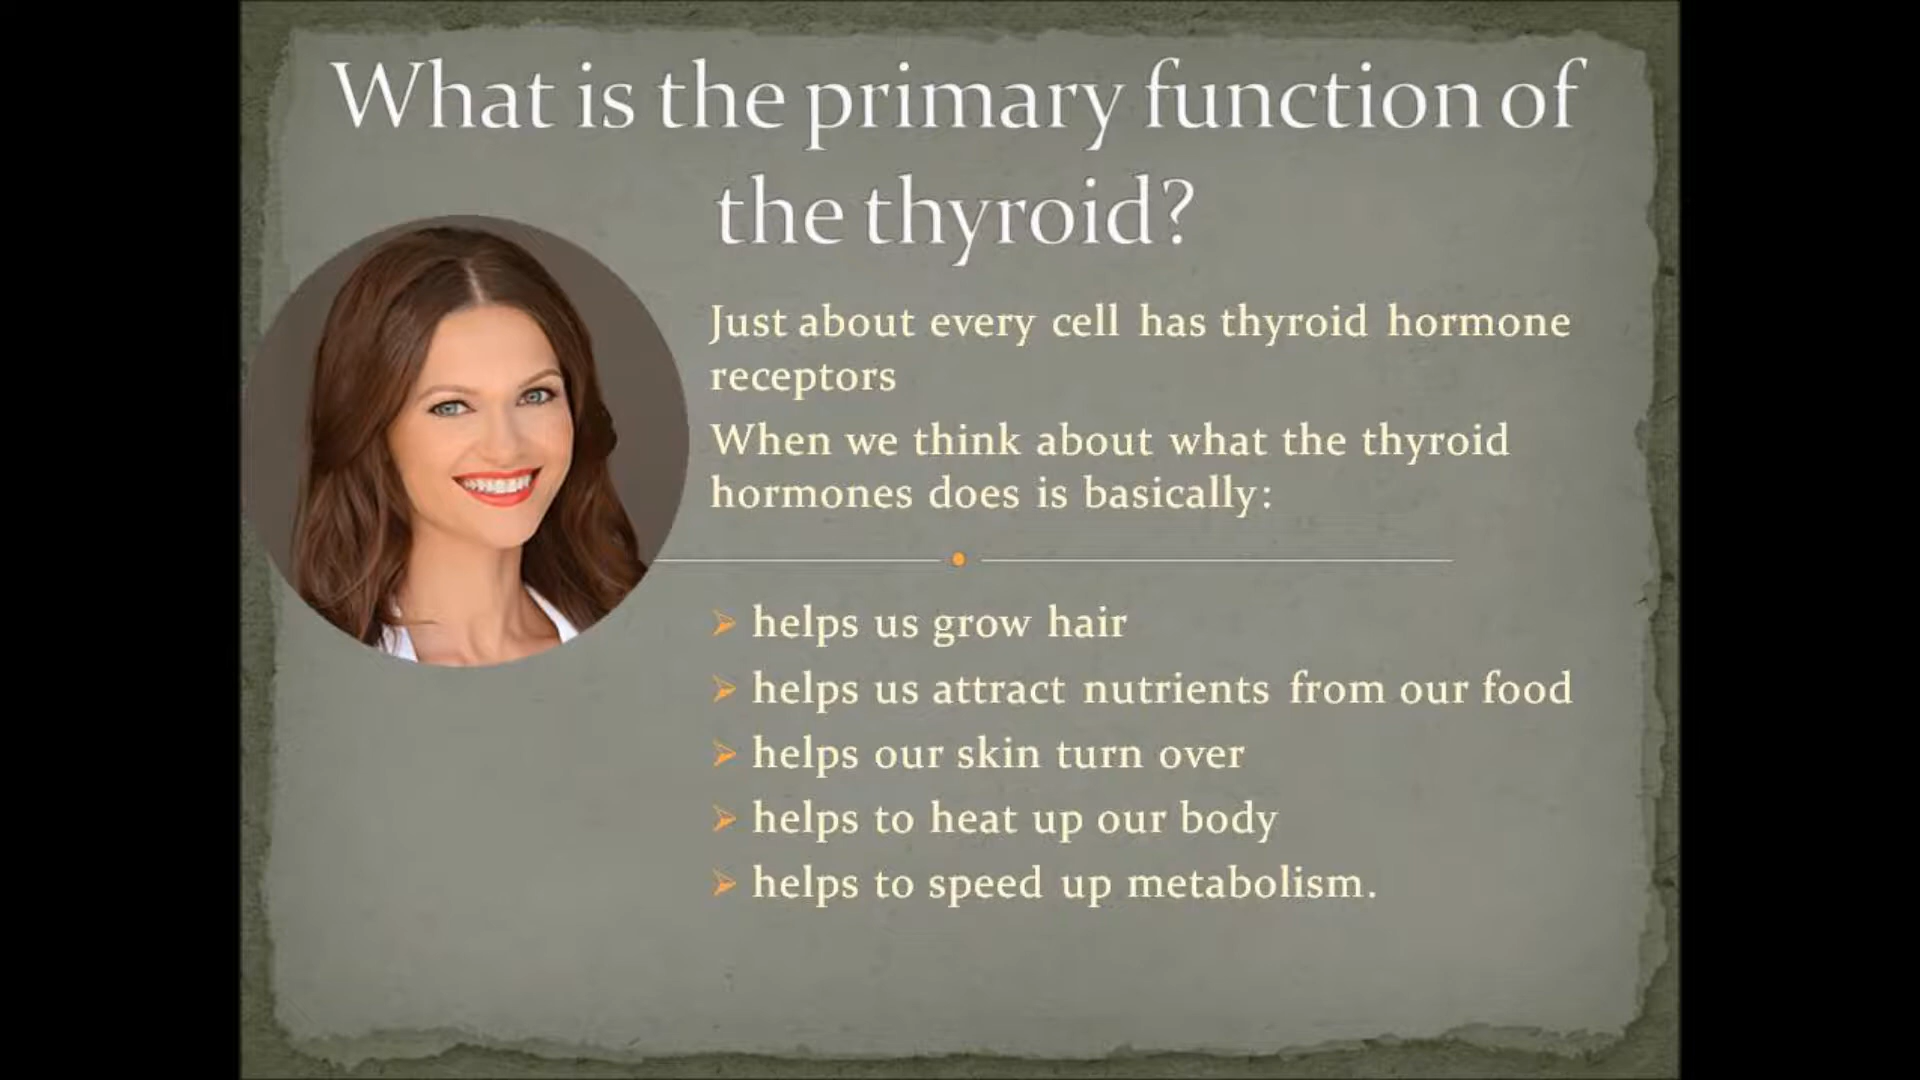 What is the primary function of
the thyroid?
Just about every cell has thyroid hormone
receptors
When we think about what the thyroid
hormones does is basically:
helps us grow hair
helps us attract nutrients from our food
helps our skin turn over
helps to heat up our body
helps to speed up metabolism.